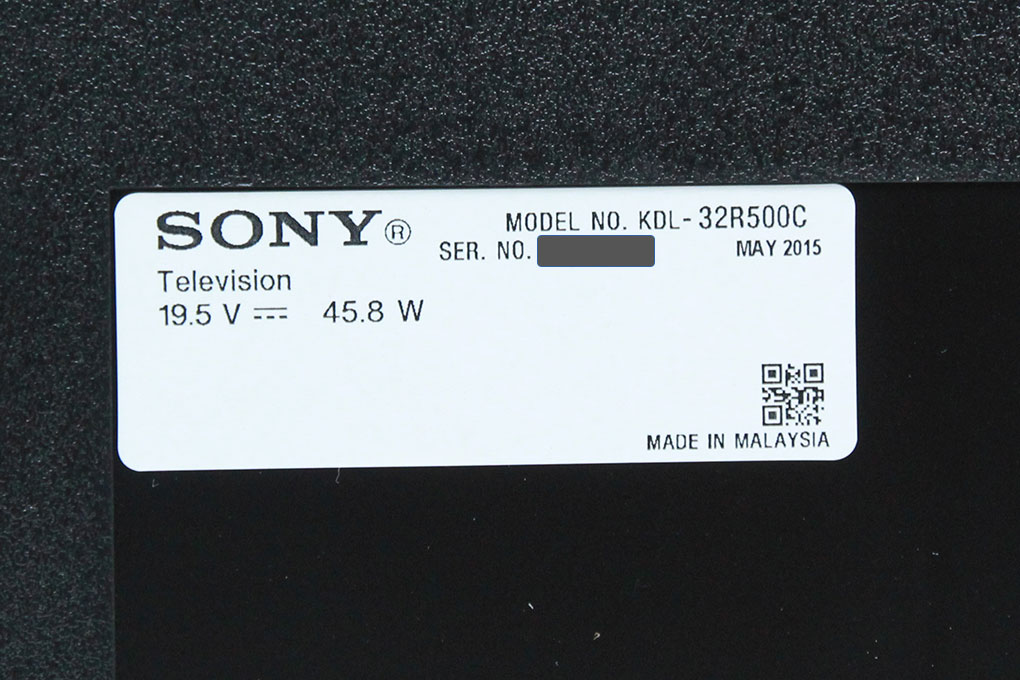 SONY®
MODEL NO. KDL-32R500C
SER. NO.
MAY 2015
Television
19.5 V ⎓ 45.8 W
MADE IN MALAYSIA